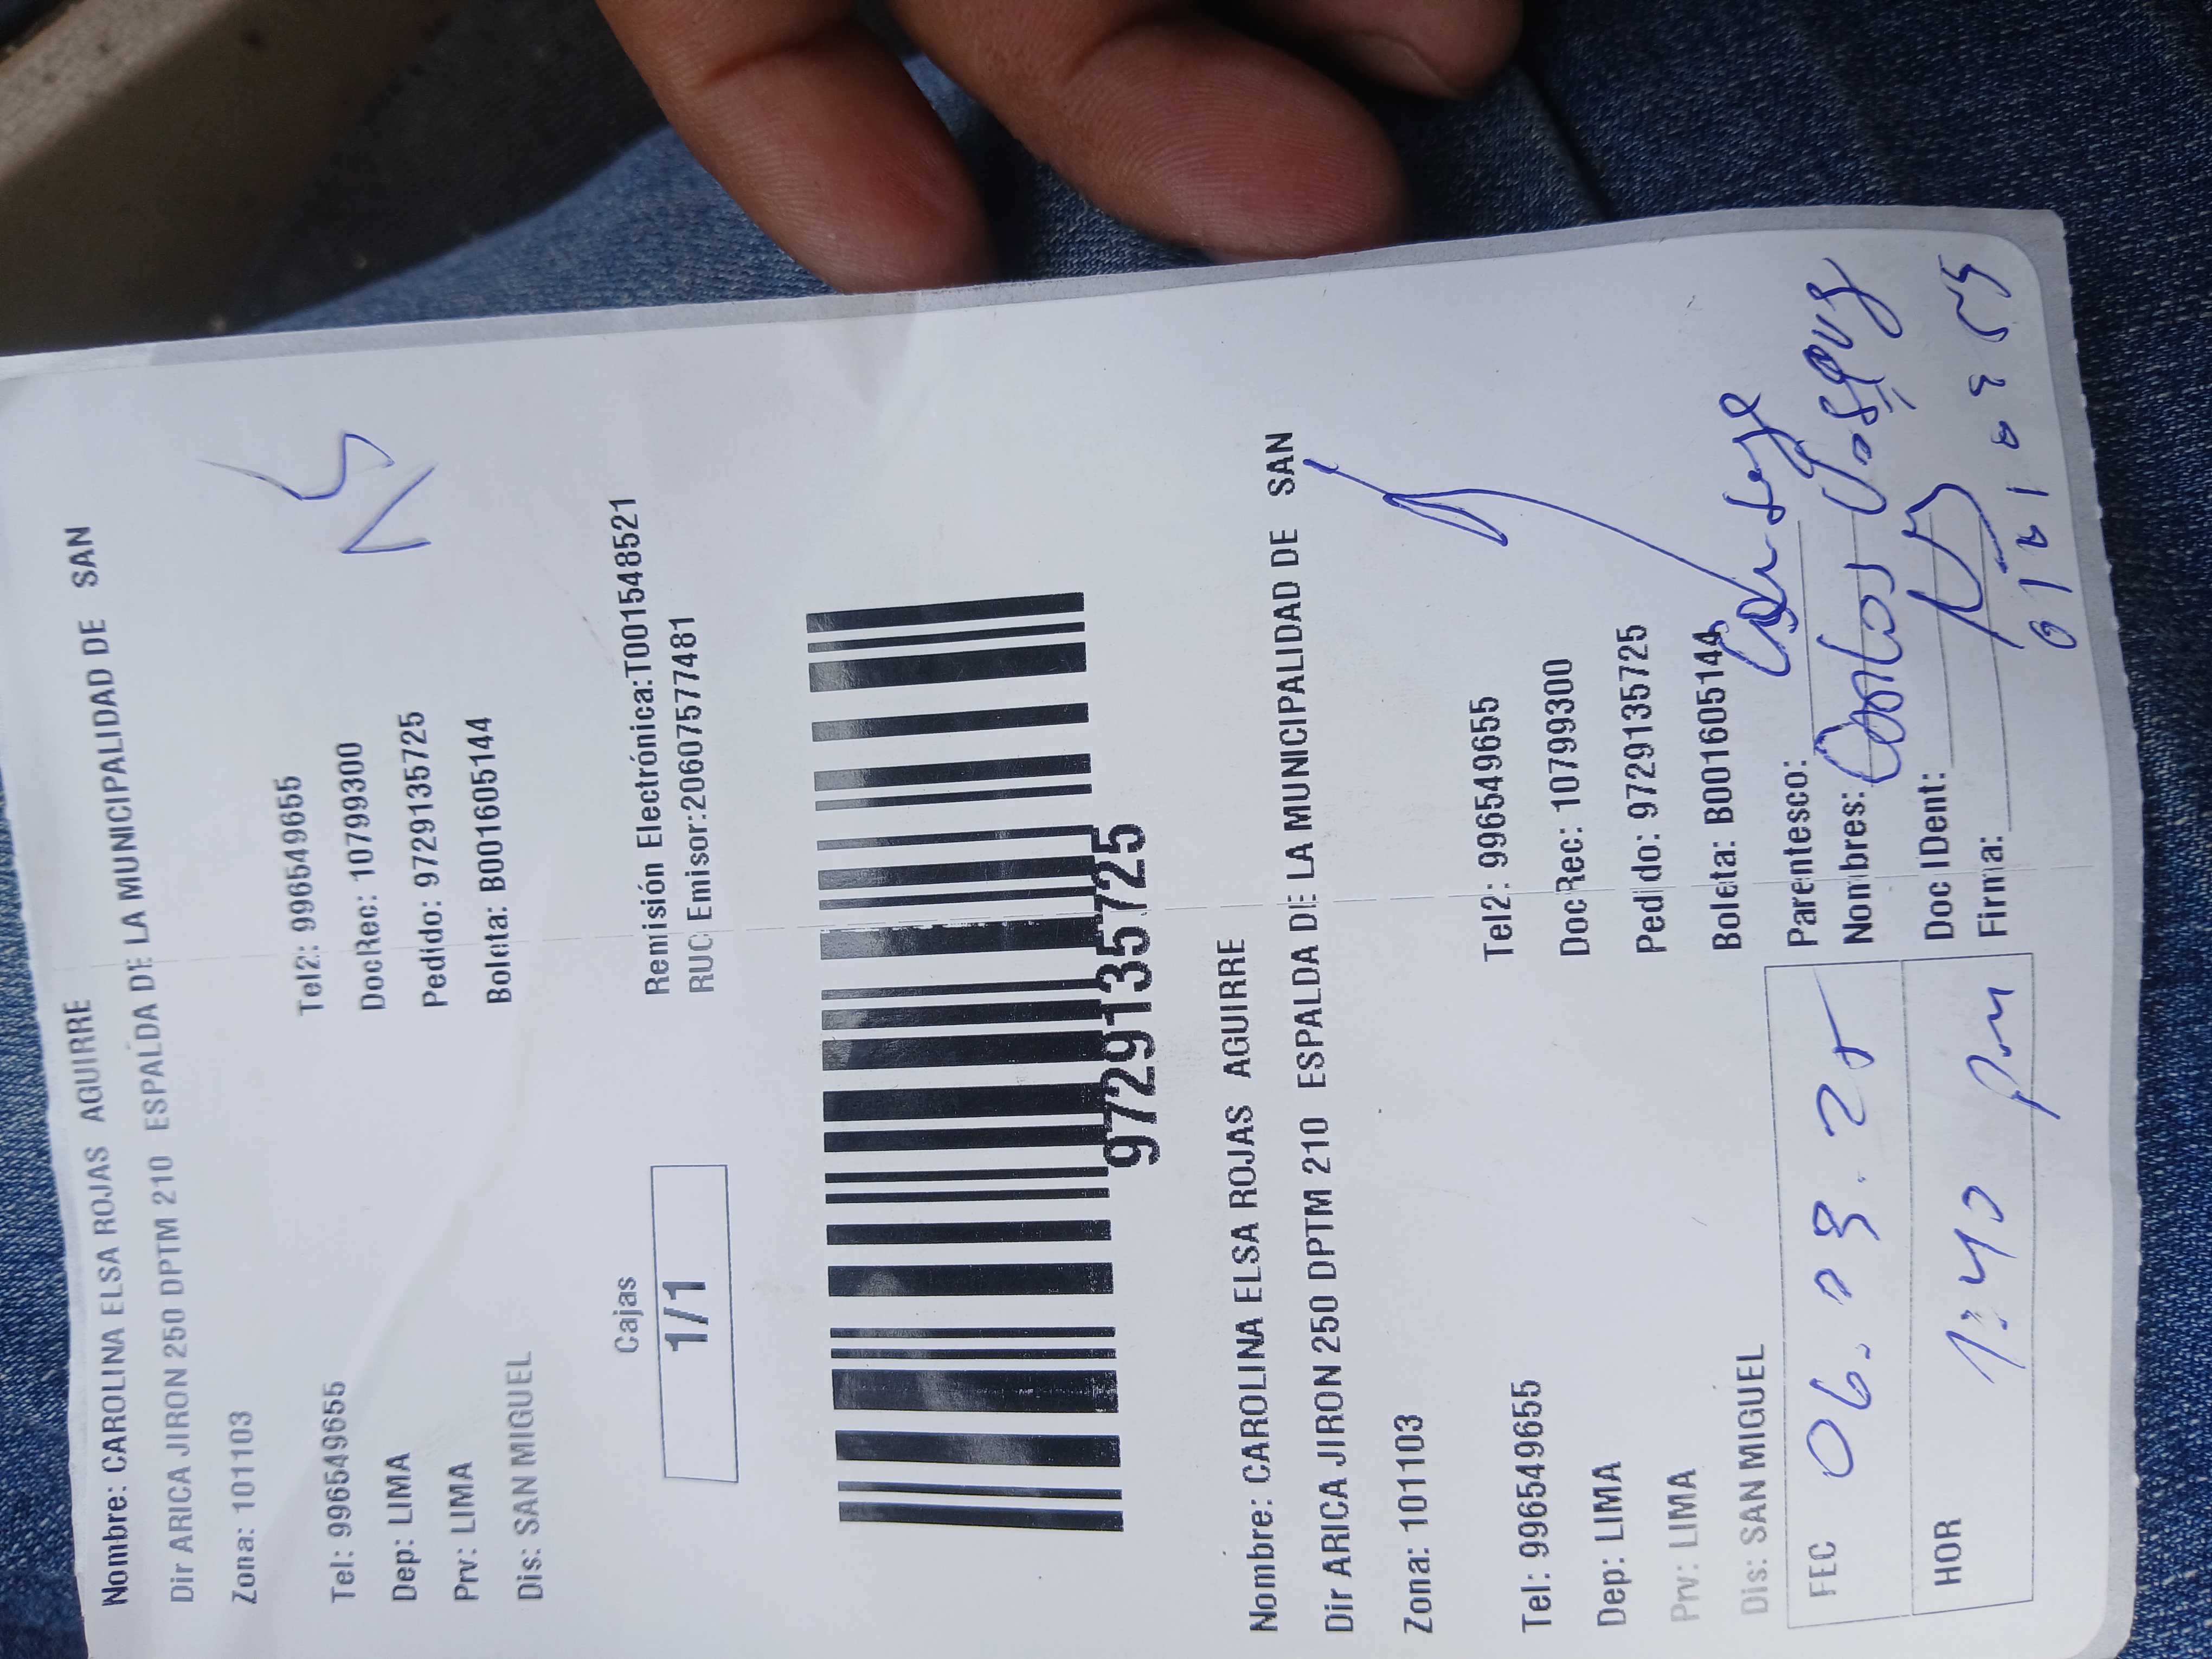 Nombre: CAROLINA ELSA ROJAS AGUIRRE
Dir ARICA JIRON 250 DPTM 210 ESPALDA DE LA MUNICIPALIDAD DE SAN
Zona: 101103
Tel: 996549655 Tel2: 996549655
Dep: LIMA DocRec: 10799300
Prv: LIMA Pedido: 9729135725
Dis: SAN MIGUEL Boleta: B001605144
Cajas
1/1
Remisión Electrónica:T001548521
RUC Emisor:20607577481
9729135725
Nombre: CAROLINA ELSA ROJAS AGUIRRE
Dir ARICA JIRON 250 DPTM 210 ESPALDA DE LA MUNICIPALIDAD DE SAN
Zona: 101103
Tel: 996549655 Tel2: 996549655
Dep: LIMA DocRec: 10799300
Prv: LIMA Pedido: 9729135725
Dis: SAN MIGUEL Boleta: B001605144
FEC 06.03.25
Parentesco:
Nombres: Carlos
HOR 1:40 pm
Doc IDent:
Firma: